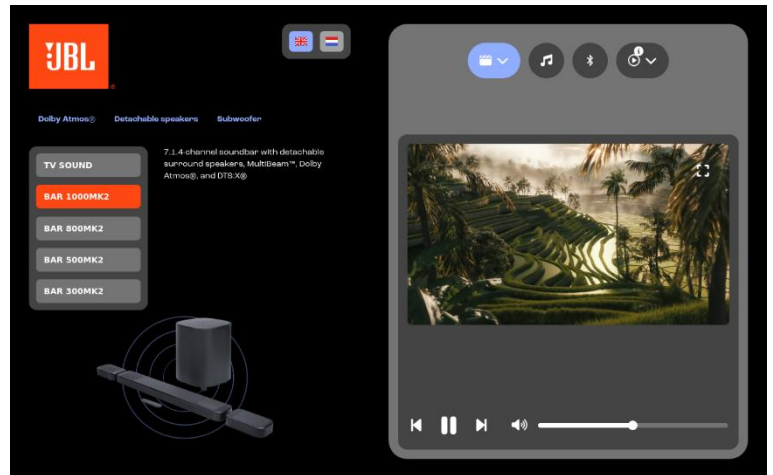 JBL
®
Dolby Atmos® Detachable speakers Subwoofer
TV SOUND
BAR 1000MK2
BAR 800MK2
BAR 500MK2
BAR 300MK2
7.1.4-channel soundbar with detachable
surround speakers, MultiBeam™, Dolby
Atmos®, and DTS:X®